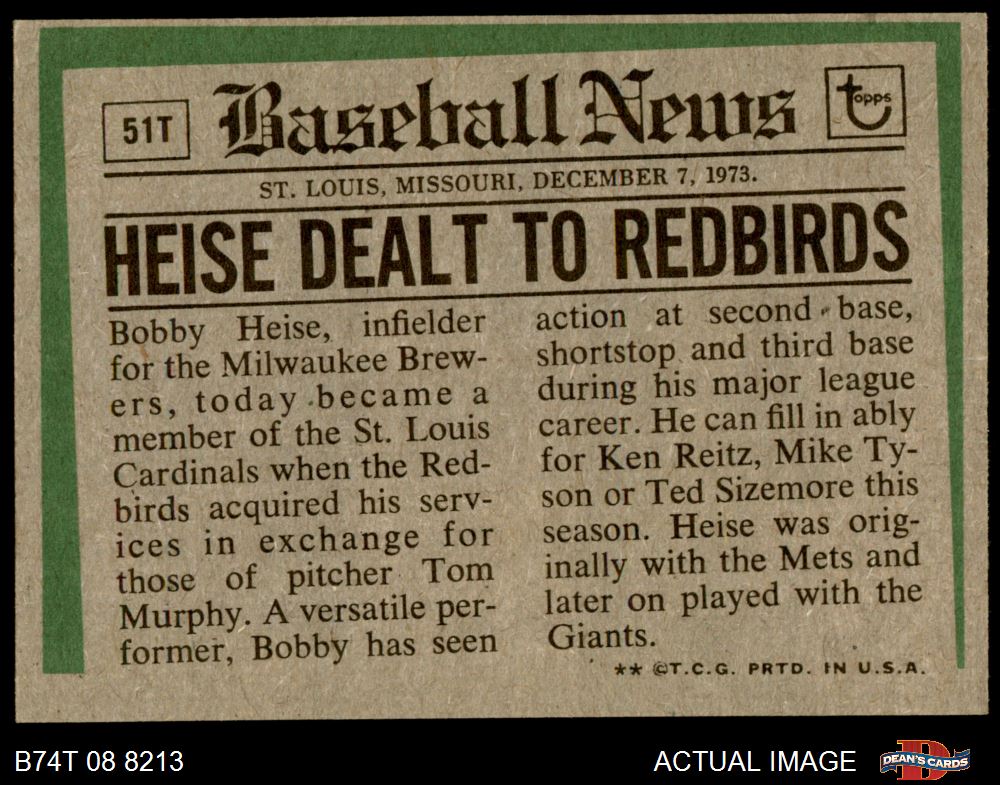 51T
Baseball News
topps
ST. LOUIS, MISSOURI, DECEMBER 7, 1973.
HEISE DEALT TO REDBIRDS
Bobby Heise, infielder
for the Milwaukee Brew-
ers, today became a
member of the St. Louis
Cardinals when the Red-
birds acquired his serv-
ices in exchange for
those of pitcher Tom
Murphy. A versatile per-
former, Bobby has seen
action at second base,
shortstop and third base
during his major league
career. He can fill in ably
for Ken Reitz, Mike Ty-
son or Ted Sizemore this
season. Heise was orig-
inally with the Mets and
later on played with the
Giants.
** ©T.C.G. PRTD. IN U.S.A.
B74T 08 8213
ACTUAL IMAGE
DEAN'S CARDS